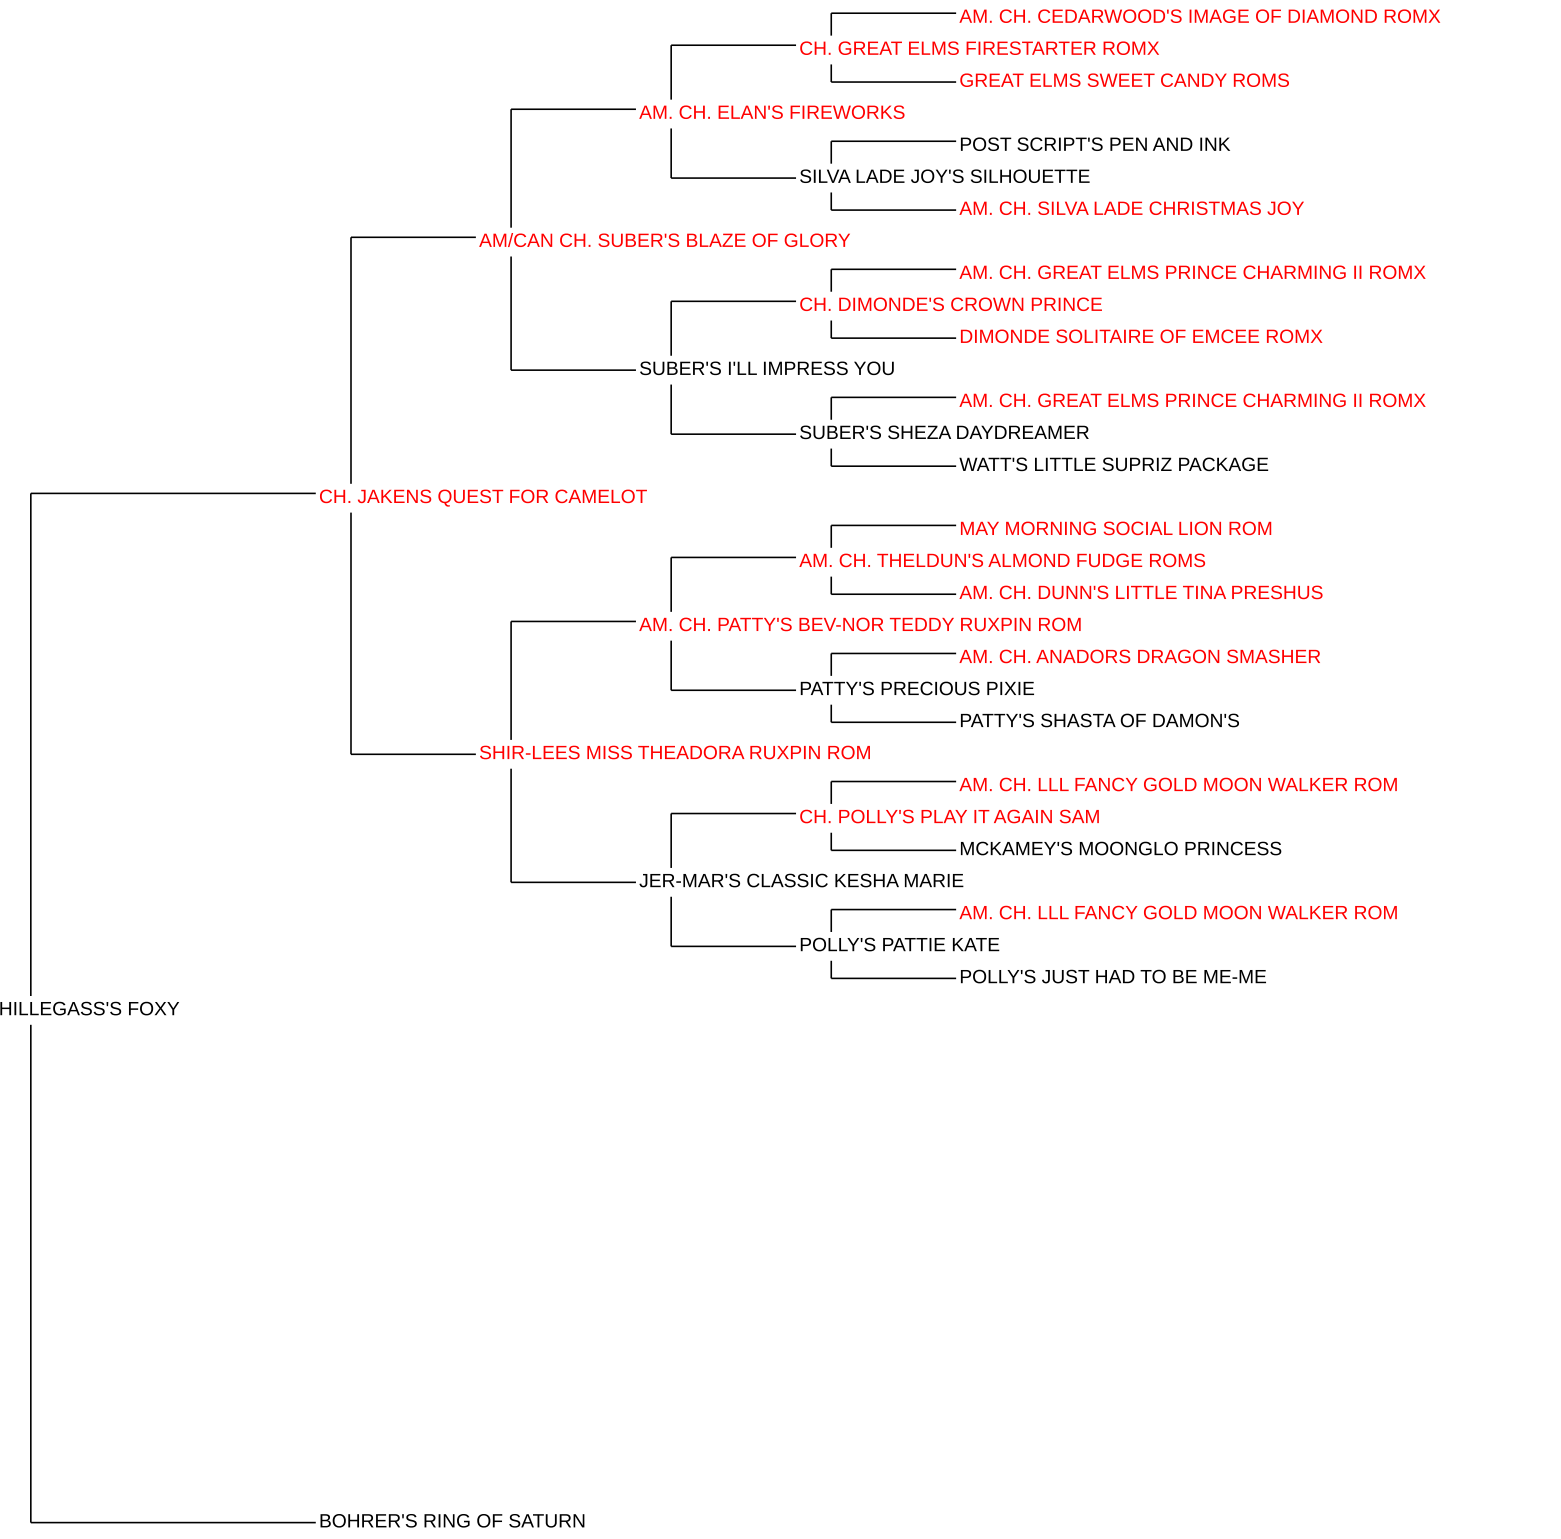 AM. CH. CEDARWOOD'S IMAGE OF DIAMOND ROMX
CH. GREAT ELMS FIRESTARTER ROMX
GREAT ELMS SWEET CANDY ROMS
AM. CH. ELAN'S FIREWORKS
POST SCRIPT'S PEN AND INK
SILVA LADE JOY'S SILHOUETTE
AM. CH. SILVA LADE CHRISTMAS JOY
AM/CAN CH. SUBER'S BLAZE OF GLORY
AM. CH. GREAT ELMS PRINCE CHARMING II ROMX
CH. DIMONDE'S CROWN PRINCE
DIMONDE SOLITAIRE OF EMCEE ROMX
SUBER'S I'LL IMPRESS YOU
AM. CH. GREAT ELMS PRINCE CHARMING II ROMX
SUBER'S SHEZA DAYDREAMER
WATT'S LITTLE SUPRIZ PACKAGE
CH. JAKENS QUEST FOR CAMELOT
MAY MORNING SOCIAL LION ROM
AM. CH. THELDUN'S ALMOND FUDGE ROMS
AM. CH. DUNN'S LITTLE TINA PRESHUS
AM. CH. PATTY'S BEV-NOR TEDDY RUXPIN ROM
AM. CH. ANADORS DRAGON SMASHER
PATTY'S PRECIOUS PIXIE
PATTY'S SHASTA OF DAMON'S
SHIR-LEES MISS THEADORA RUXPIN ROM
AM. CH. LLL FANCY GOLD MOON WALKER ROM
CH. POLLY'S PLAY IT AGAIN SAM
MCKAMEY'S MOONGLO PRINCESS
JER-MAR'S CLASSIC KESHA MARIE
AM. CH. LLL FANCY GOLD MOON WALKER ROM
POLLY'S PATTIE KATE
POLLY'S JUST HAD TO BE ME-ME
HILLEGASS'S FOXY
BOHRER'S RING OF SATURN